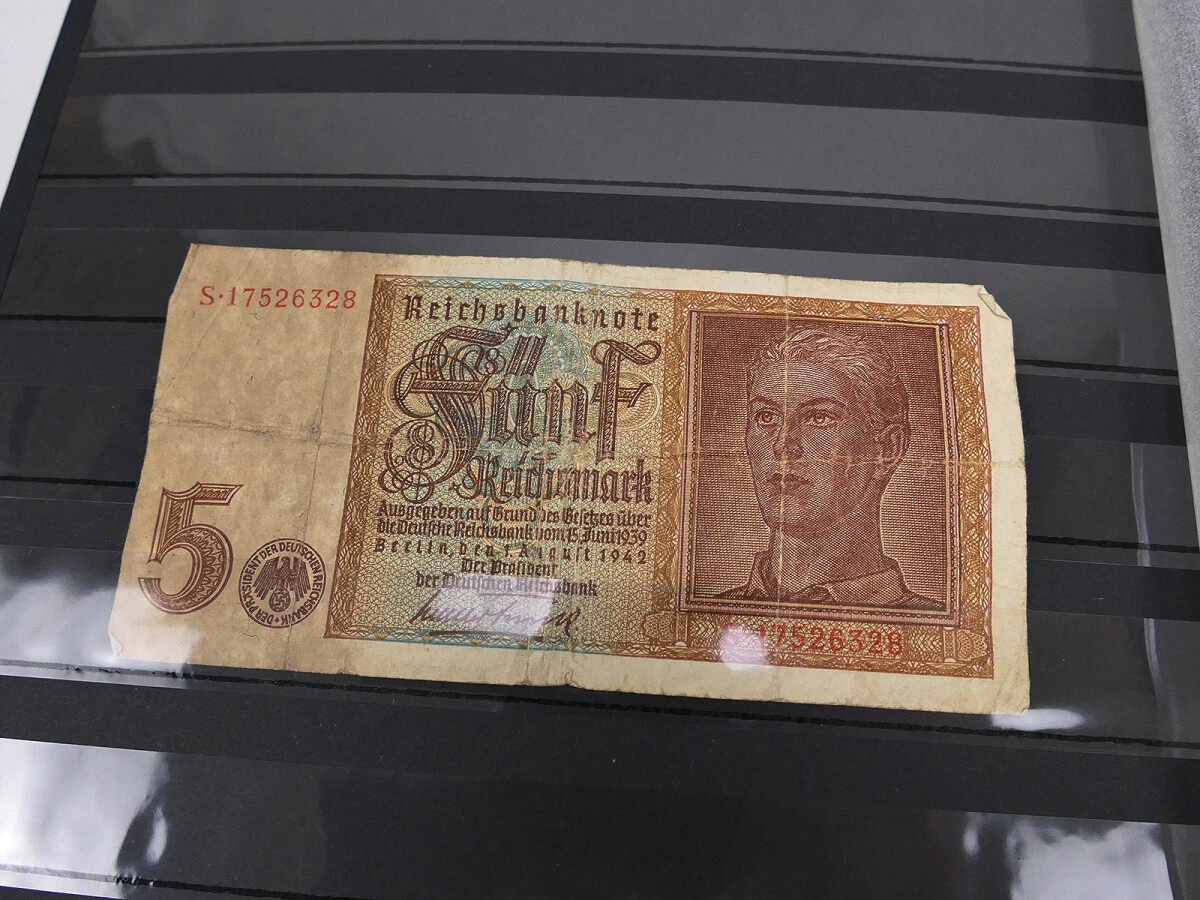 S·17526328
Reichsbanknote
Fünf
Reichsmark
Ausgegeben auf Grund des Gesetzes über
die Deutsche Reichsbank vom 15. Juni 1939
Berlin, den 1. August 1942
Der Präsident
der Deutschen Reichsbank
5
DER PRÄSIDENT DER DEUTSCHEN REICHSBANK
17526328